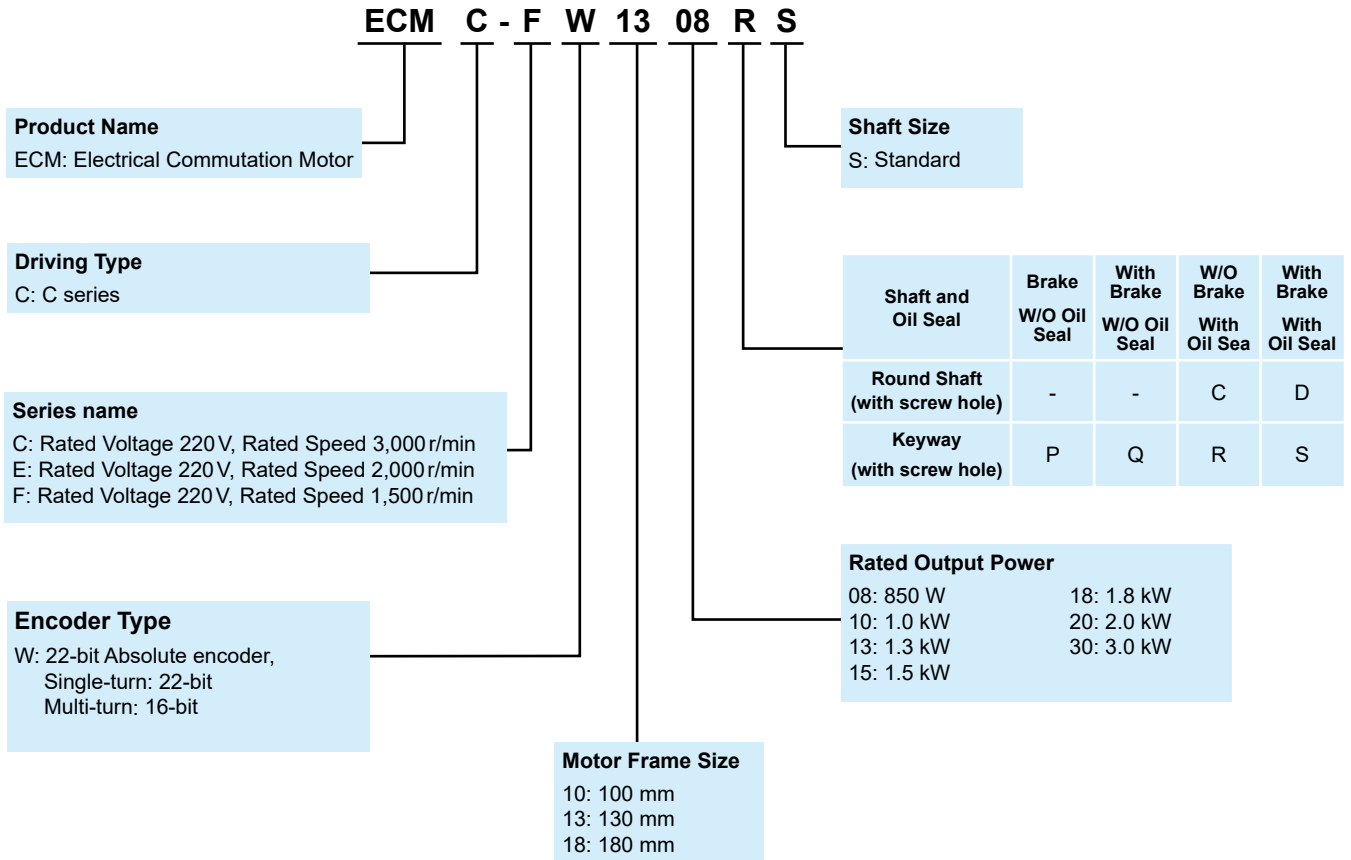 ECM C - F W 13 08 R S
Product Name
ECM: Electrical Commutation Motor
Driving Type
C: C series
Series name
C: Rated Voltage 220 V, Rated Speed 3,000 r/min
E: Rated Voltage 220 V, Rated Speed 2,000 r/min
F: Rated Voltage 220 V, Rated Speed 1,500 r/min
Encoder Type
W: 22-bit Absolute encoder,
Single-turn: 22-bit
Multi-turn: 16-bit
Motor Frame Size
10: 100 mm
13: 130 mm
18: 180 mm
Rated Output Power
08: 850 W 18: 1.8 kW
10: 1.0 kW 20: 2.0 kW
13: 1.3 kW 30: 3.0 kW
15: 1.5 kW
Shaft and
Oil Seal
Brake
W/O Oil
Seal
With
Brake
W/O Oil
Seal
W/O
Brake
With
Oil Sea
With
Brake
With
Oil Seal
Round Shaft
(with screw hole)
- - C D
Keyway
(with screw hole)
P Q R S
Shaft Size
S: Standard